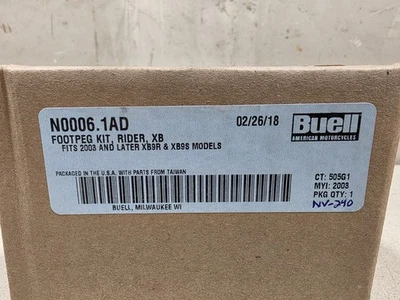 N0006.1AD 02/26/18 Buell
AMERICAN MOTORCYCLES
FOOTPEG KIT, RIDER, XB
FITS 2003 AND LATER XB9R & XB9S MODELS
PACKAGED IN THE U.S.A. WITH PARTS FROM TAIWAN
CT: 505G1
MYI: 2003
PKG QTY: 1
NV-240
BUELL, MILWAUKEE WI